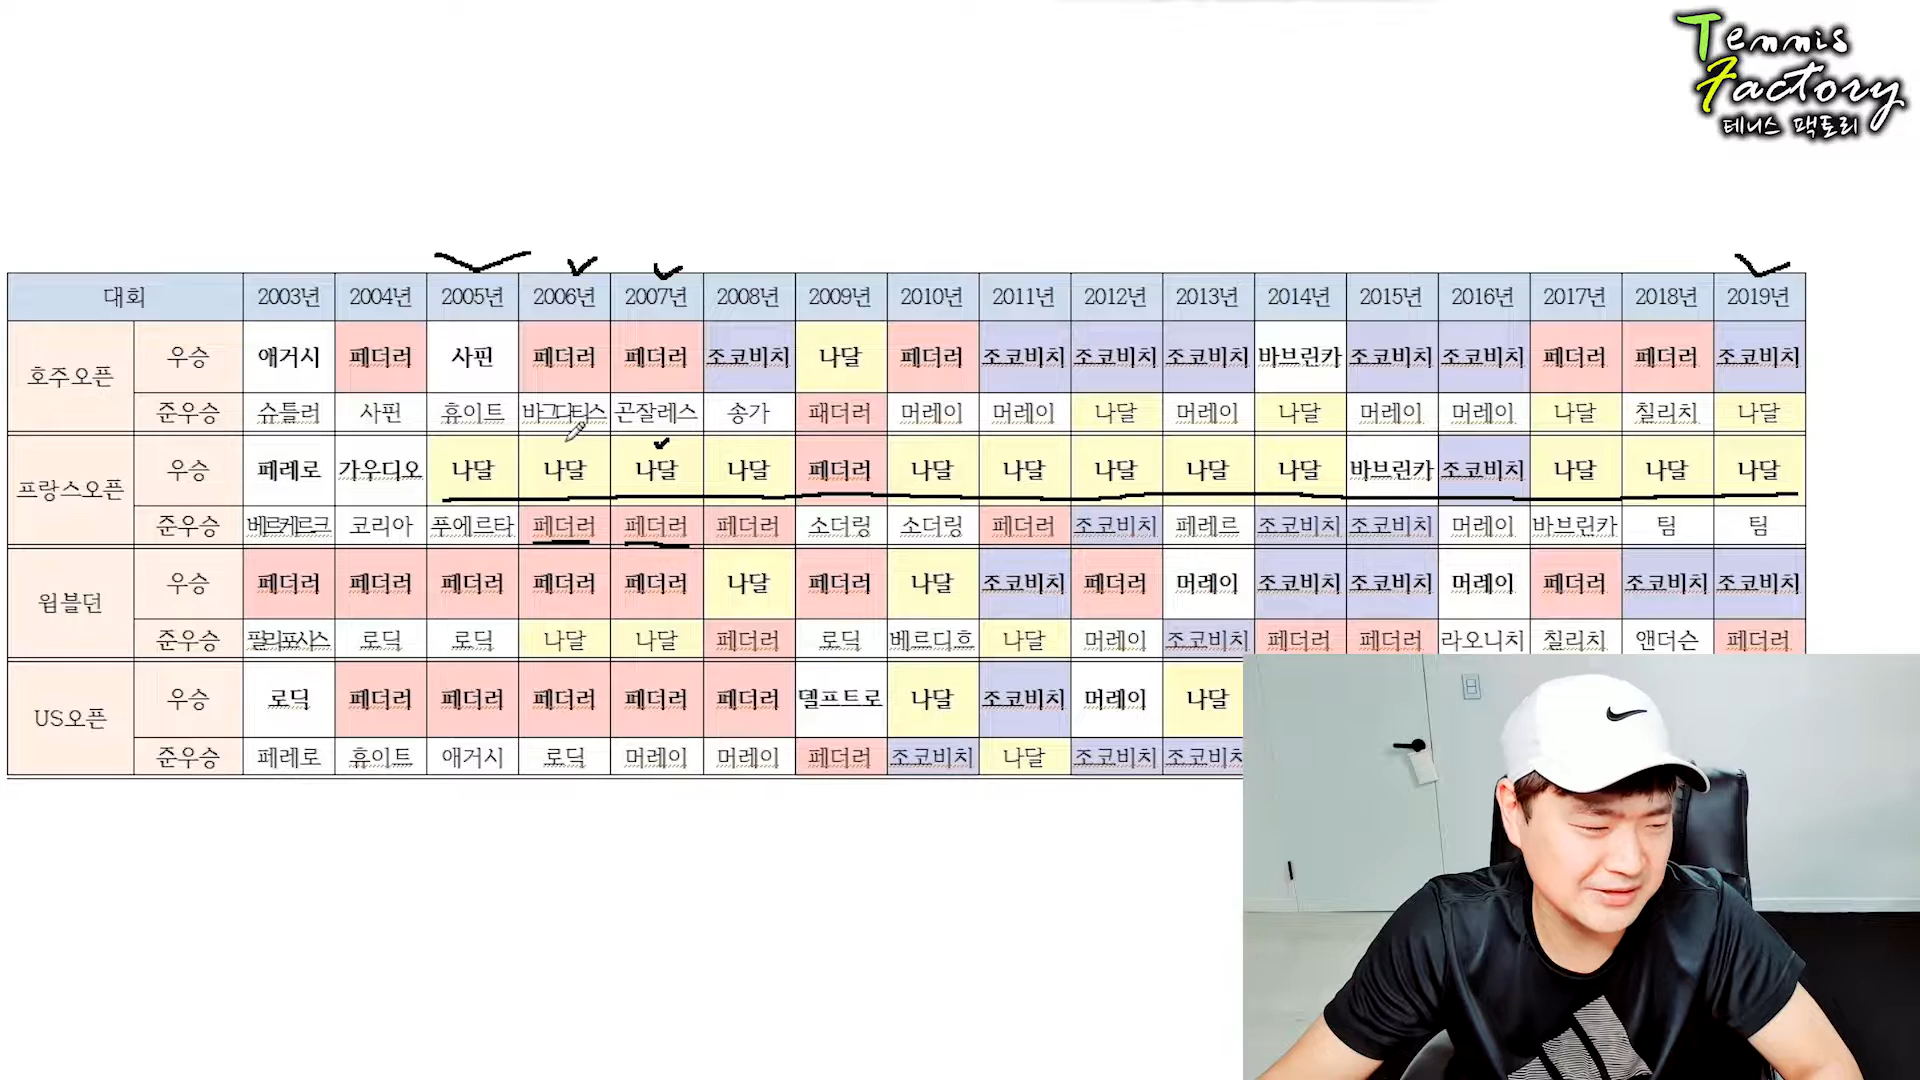 Tennis
Factory
테니스 팩토리
대회 2003년 2004년 2005년 2006년 2007년 2008년 2009년 2010년 2011년 2012년 2013년 2014년 2015년 2016년 2017년 2018년 2019년
호주오픈
우승 애거시 페더러 사핀 페더러 페더러 조코비치 나달 페더러 조코비치 조코비치 조코비치 바브린카 조코비치 조코비치 페더러 페더러 조코비치
준우승 슈틀러 사핀 휴이트 바그다티스 곤잘레스 송가 패더러 머레이 머레이 나달 머레이 나달 머레이 머레이 나달 칠리치 나달
프랑스오픈
우승 페레로 가우디오 나달 나달 나달 나달 페더러 나달 나달 나달 나달 나달 바브린카 조코비치 나달 나달 나달
준우승 베르케르크 코리아 푸에르타 페더러 페더러 페더러 소더링 소더링 페더러 조코비치 페레르 조코비치 조코비치 머레이 바브린카 팀 팀
윔블던
우승 페더러 페더러 페더러 페더러 페더러 나달 페더러 나달 조코비치 페더러 머레이 조코비치 조코비치 머레이 페더러 조코비치 조코비치
준우승 필리포시스 로딕 로딕 나달 나달 페더러 로딕 베르디흐 나달 머레이 조코비치 페더러 페더러 라오니치 칠리치 앤더슨 페더러
US오픈
우승 로딕 페더러 페더러 페더러 페더러 페더러 델프트로 나달 조코비치 머레이 나달
준우승 페레로 휴이트 애거시 로딕 머레이 머레이 페더러 조코비치 나달 조코비치 조코비치